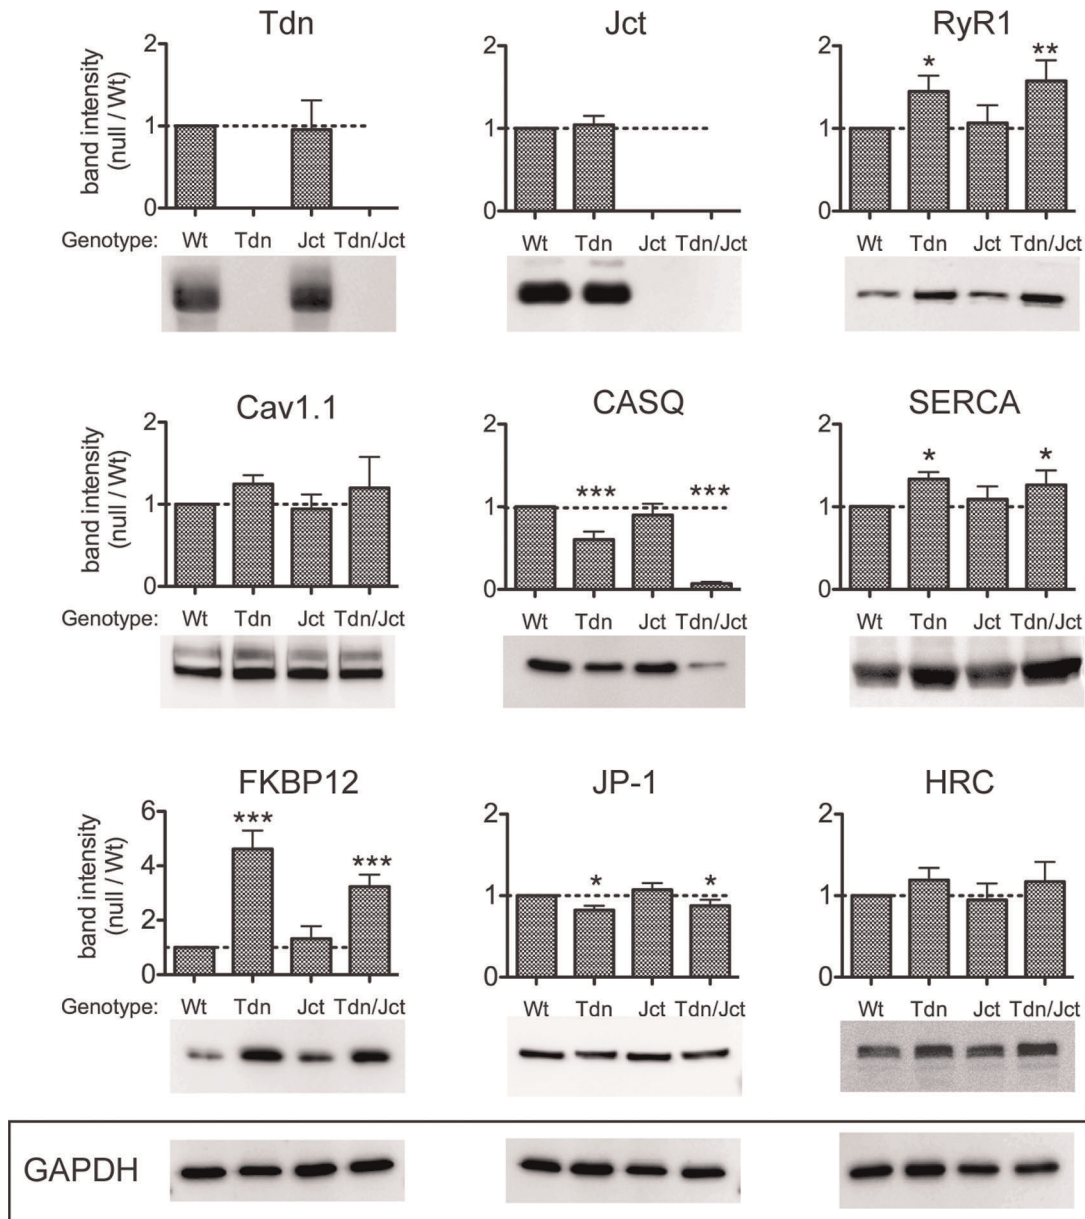 Tdn
Jct
RyR1
band intensity
(null / Wt)
2
1
0
2
1
0
2
1
0
*
**
Genotype: Wt Tdn Jct Tdn/Jct
Wt Tdn Jct Tdn/Jct
Wt Tdn Jct Tdn/Jct
Cav1.1
CASQ
SERCA
band intensity
(null / Wt)
2
1
0
2
1
0
***
***
2
1
0
*
*
Genotype: Wt Tdn Jct Tdn/Jct
Wt Tdn Jct Tdn/Jct
Wt Tdn Jct Tdn/Jct
FKBP12
JP-1
HRC
band intensity
(null / Wt)
6
4
2
0
***
***
2
1
0
*
*
2
1
0
Genotype: Wt Tdn Jct Tdn/Jct
Wt Tdn Jct Tdn/Jct
Wt Tdn Jct Tdn/Jct
GAPDH